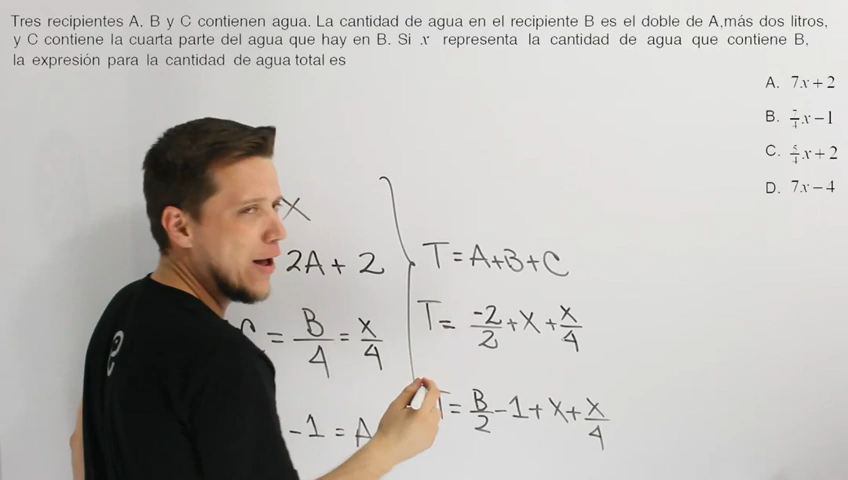 Tres recipientes A, B y C contienen agua. La cantidad de agua en el recipiente B es el doble de A,más dos litros,
y C contiene la cuarta parte del agua que hay en B. Si x representa la cantidad de agua que contiene B,
la expresión para la cantidad de agua total es
A. 7x + 2
B. 7/4 x – 1
C. 5/4 x + 2
D. 7x – 4
X
2A + 2
C = B/4 = X/4
-1 = A
T = A+B+C
T = -2/2 + X + X/4
T = B/2 - 1 + X + X/4